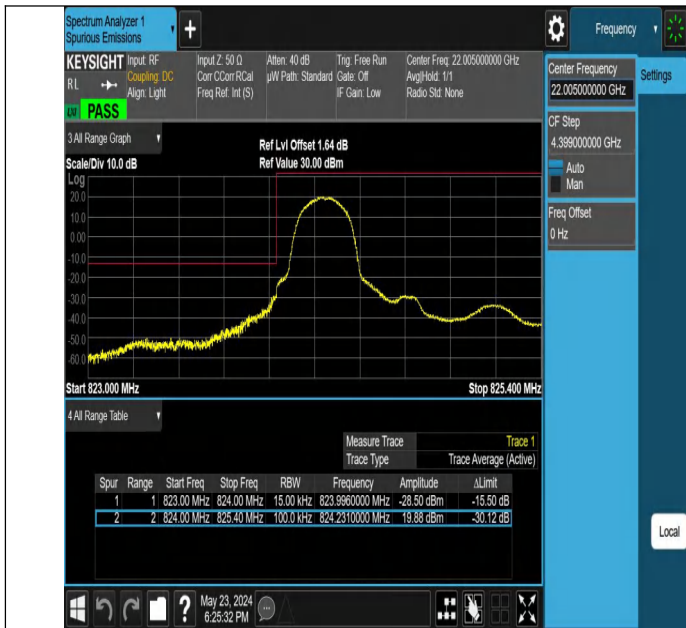 Spectrum Analyzer 1
Spurious Emissions
+
Frequency
KEYSIGHT
RL
LV PASS
Input: RF
Coupling: DC
Align: Light
Input Z: 50 Ω
Corr CCorr RCal
Freq Ref: Int (S)
Atten: 40 dB
µW Path: Standard
Trig: Free Run
Gate: Off
IF Gain: Low
Center Freq: 22.005000000 GHz
Avg|Hold: 1/1
Radio Std: None
Center Frequency
22.005000000 GHz
Settings
CF Step
4.399000000 GHz
Auto
Man
Freq Offset
0 Hz
3 All Range Graph
Scale/Div 10.0 dB
Ref Lvl Offset 1.64 dB
Ref Value 30.00 dBm
Log
20.0
10.0
0.00
-10.0
-20.0
-30.0
-40.0
-50.0
-60.0
Start 823.000 MHz
Stop 825.400 MHz
4 All Range Table
Measure Trace Trace 1
Trace Type Trace Average (Active)
Spur Range Start Freq Stop Freq RBW Frequency Amplitude ΔLimit
1 1 823.00 MHz 824.00 MHz 15.00 kHz 823.9960000 MHz -28.50 dBm -15.50 dB
2 2 824.00 MHz 825.40 MHz 100.0 kHz 824.2310000 MHz 19.88 dBm -30.12 dB
Local
?
May 23, 2024
6:25:32 PM